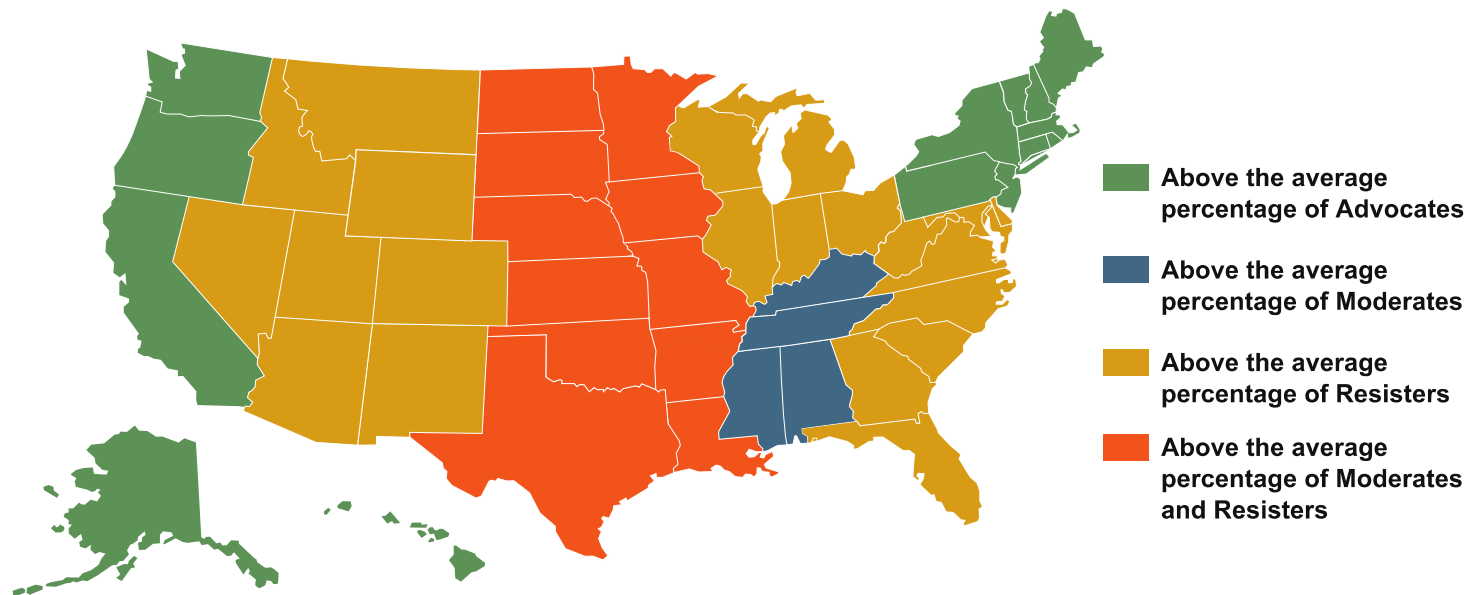 Above the average
percentage of Advocates
Above the average
percentage of Moderates
Above the average
percentage of Resisters
Above the average
percentage of Moderates
and Resisters